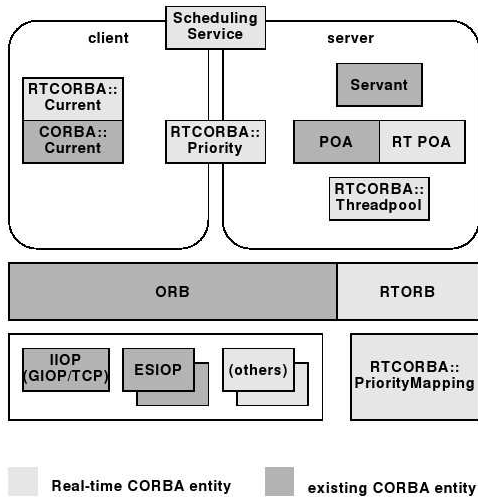 Scheduling
Service
client
server
RTCORBA::
Current
CORBA::
Current
RTCORBA::
Priority
Servant
POA
RT POA
RTCORBA::
Threadpool
ORB
RTORB
IIOP
(GIOP/TCP)
ESIOP
(others)
RTCORBA::
PriorityMapping
Real-time CORBA entity
existing CORBA entity